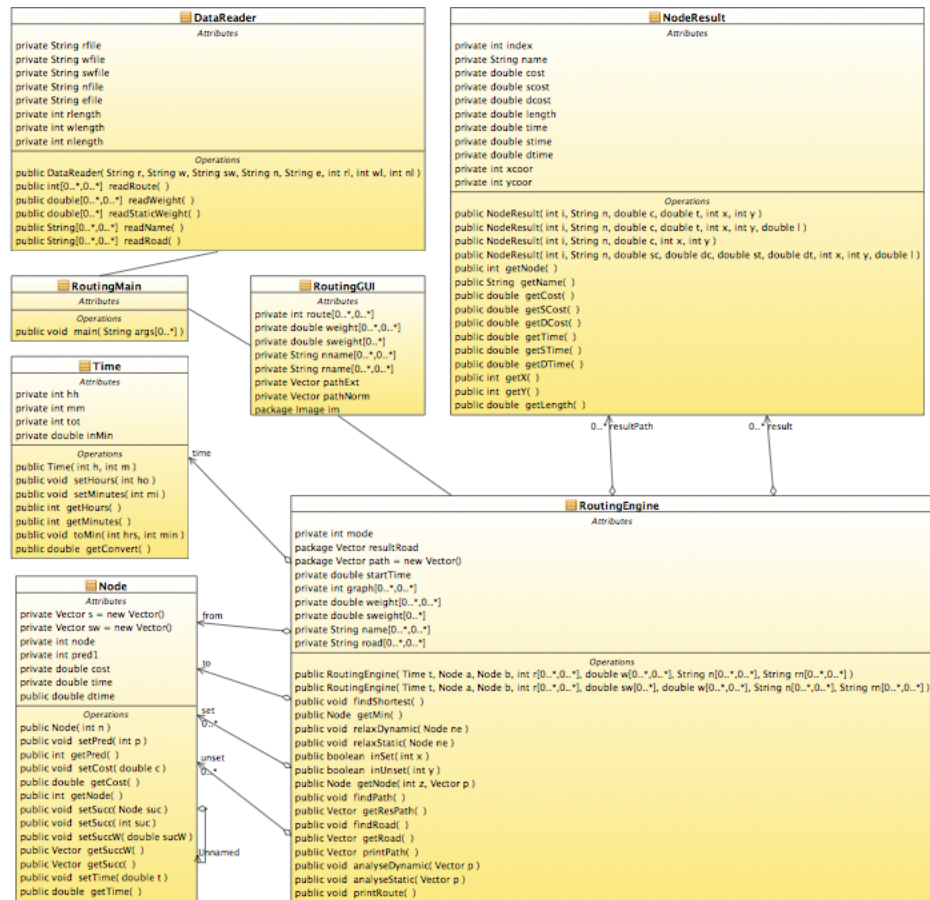 DataReader
Attributes
private String rfile
private String wfile
private String swfile
private String nfile
private String efile
private int rlength
private int wlength
private int nlength
Operations
public DataReader( String r, String w, String sw, String n, String e, int rl, int wl, int nl )
public int[0..*,0..*] readRoute( )
public double[0..*,0..*] readWeight( )
public double[0..*] readStaticWeight( )
public String[0..*,0..*] readName( )
public String[0..*,0..*] readRoad( )
NodeResult
Attributes
private int index
private String name
private double cost
private double scost
private double dcost
private double length
private double time
private double stime
private double dtime
private int xcoor
private int ycoor
Operations
public NodeResult( int i, String n, double c, double t, int x, int y )
public NodeResult( int i, String n, double c, double t, int x, int y, double l )
public NodeResult( int i, String n, double c, int x, int y )
public NodeResult( int i, String n, double sc, double dc, double st, double dt, int x, int y, double l )
public int getNode( )
public String getName( )
public double getCost( )
public double getSCost( )
public double getDCost( )
public double getTime( )
public double getSTime( )
public double getDTime( )
public int getX( )
public int getY( )
public double getLength( )
RoutingMain
Attributes
Operations
public void main( String args[0..*] )
RoutingGUI
Attributes
private int route[0..*,0..*]
private double weight[0..*,0..*]
private double sweight[0..*]
private String nname[0..*,0..*]
private String rname[0..*,0..*]
private Vector pathExt
private Vector pathNorm
package Image im
Time
Attributes
private int hh
private int mm
private int tot
private double inMin
Operations
public Time( int h, int m )
public void setHours( int ho )
public void setMinutes( int mi )
public int getHours( )
public int getMinutes( )
public void toMin( int hrs, int min )
public double getConvert( )
time
0..* resultPath
0..* result
RoutingEngine
Attributes
private int mode
package Vector resultRoad
package Vector path = new Vector()
private double startTime
private int graph[0..*,0..*]
private double weight[0..*,0..*]
private double sweight[0..*]
private String name[0..*,0..*]
private String road[0..*,0..*]
Operations
public RoutingEngine( Time t, Node a, Node b, int r[0..*,0..*], double w[0..*,0..*], String n[0..*,0..*], String rn[0..*,0..*] )
public RoutingEngine( Time t, Node a, Node b, int r[0..*,0..*], double sw[0..*], double w[0..*,0..*], String n[0..*,0..*], String rn[0..*,0..*] )
public void findShortest( )
public Node getMin( )
public void relaxDynamic( Node ne )
public void relaxStatic( Node ne )
public boolean inSet( int x )
public boolean inUnset( int y )
public Node getNode( int z, Vector p )
public void findPath( )
public Vector getResPath( )
public void findRoad( )
public Vector getRoad( )
public Vector printPath( )
public void analyseDynamic( Vector p )
public void analyseStatic( Vector p )
public void printRoute( )
from
to
set
0..*
unset
0..*
Node
Attributes
private Vector s = new Vector()
private Vector sw = new Vector()
private int node
private int pred1
private double cost
private double time
public double dtime
Operations
public Node( int n )
public void setPred( int p )
public int getPred( )
public void setCost( double c )
public double getCost( )
public int getNode( )
public void setSucc( Node suc )
public void setSucc( int suc )
public void setSuccW( double sucW )
public Vector getSuccW( )
public Vector getSucc( )
public void setTime( double t )
public double getTime( )
Unnamed